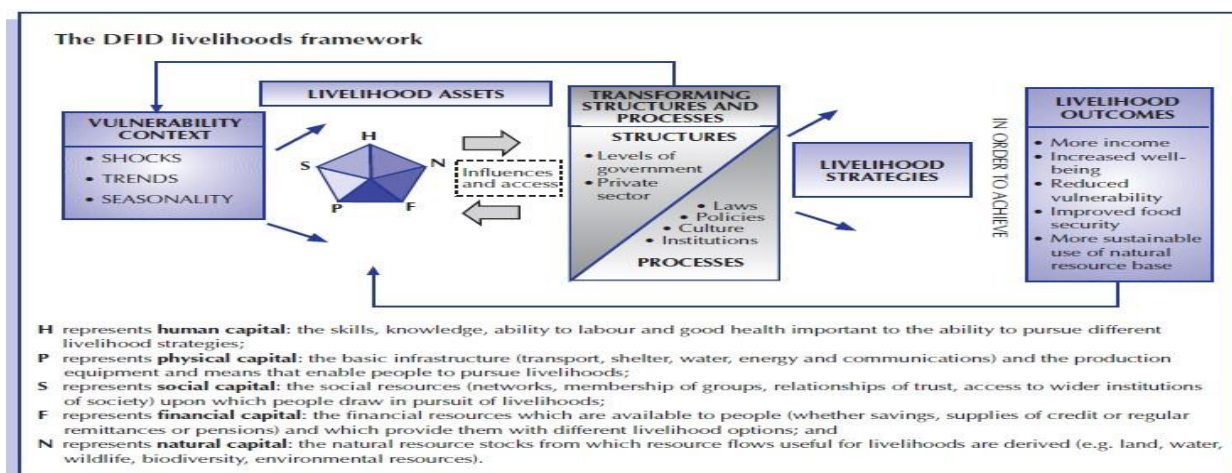 The DFID livelihoods framework
LIVELIHOOD ASSETS
VULNERABILITY
CONTEXT
• SHOCKS
• TRENDS
• SEASONALITY
H
S
N
P
F
Influences
and access
TRANSFORMING
STRUCTURES AND
PROCESSES
STRUCTURES
• Levels of
government
• Private
sector
• Laws
• Policies
• Culture
• Institutions
PROCESSES
LIVELIHOOD
STRATEGIES
IN ORDER TO ACHIEVE
LIVELIHOOD
OUTCOMES
• More income
• Increased well-
being
• Reduced
vulnerability
• Improved food
security
• More sustainable
use of natural
resource base
H represents human capital: the skills, knowledge, ability to labour and good health important to the ability to pursue different
livelihood strategies;
P represents physical capital: the basic infrastructure (transport, shelter, water, energy and communications) and the production
equipment and means that enable people to pursue livelihoods;
S represents social capital: the social resources (networks, membership of groups, relationships of trust, access to wider institutions
of society) upon which people draw in pursuit of livelihoods;
F represents financial capital: the financial resources which are available to people (whether savings, supplies of credit or regular
remittances or pensions) and which provide them with different livelihood options; and
N represents natural capital: the natural resource stocks from which resource flows useful for livelihoods are derived (e.g. land, water,
wildlife, biodiversity, environmental resources).